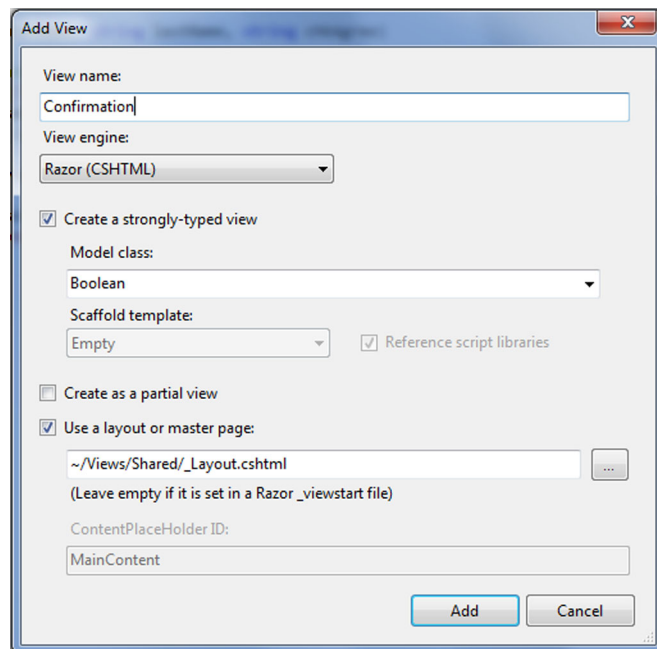 Add View
View name:
Confirmation
View engine:
Razor (CSHTML)
Create a strongly-typed view
Model class:
Boolean
Scaffold template:
Empty
Reference script libraries
Create as a partial view
Use a layout or master page:
~/Views/Shared/_Layout.cshtml
...
(Leave empty if it is set in a Razor _viewstart file)
ContentPlaceHolder ID:
MainContent
Add
Cancel